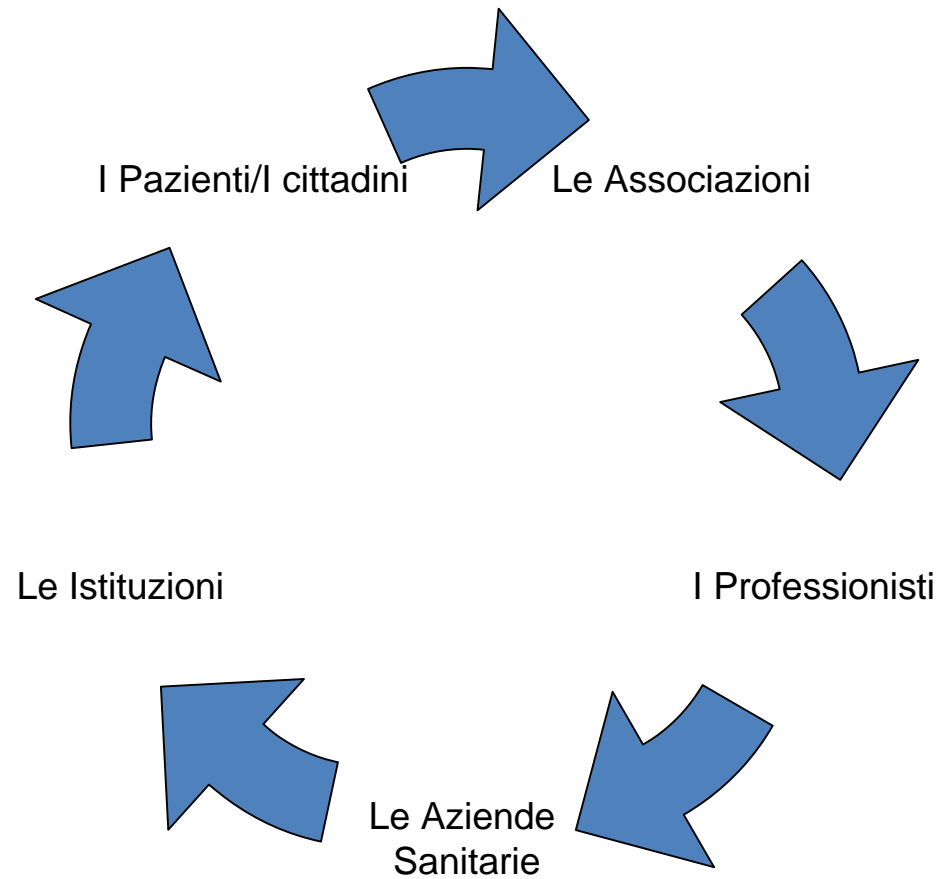 I Pazienti/I cittadini
Le Associazioni
Le Istituzioni
I Professionisti
Le Aziende
Sanitarie